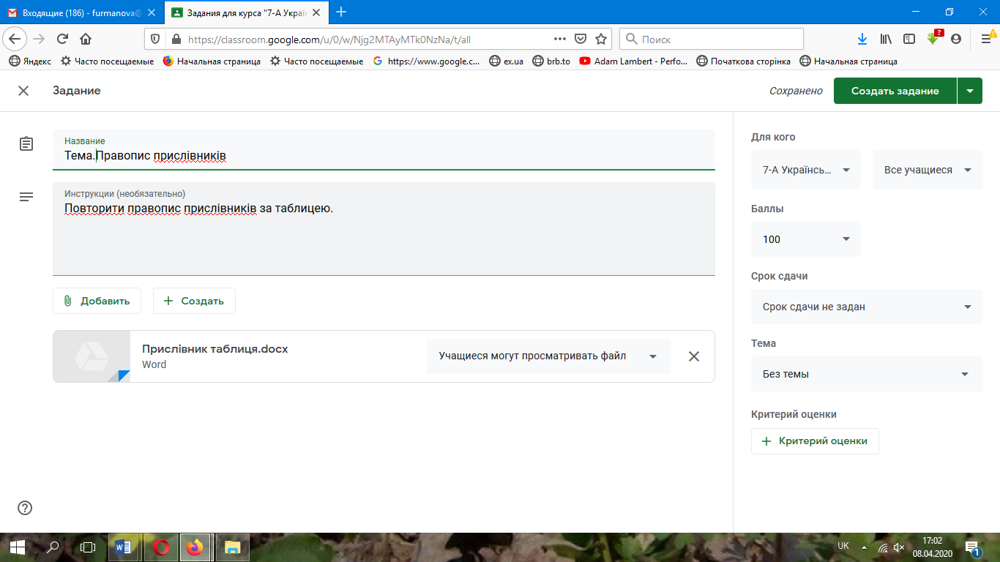 Входящие (186) - furmanova@
Задания для курса "7-А Україн
https://classroom.google.com/u/0/w/Njg2MTAyMTk0NzNa/t/all
Поиск
Яндекс
Часто посещаемые
Начальная страница
Часто посещаемые
https://www.google.c...
ex.ua
brb.to
Adam Lambert - Perfo...
Початкова сторінка
Начальная страница
Задание
Сохранено
Создать задание
Название
Тема.Правопис прислівників
Инструкции (необязательно)
Повторити правопис прислівників за таблицею.
Добавить
Создать
Прислівник таблиця.docx
Word
Учащиеся могут просматривать файл
Для кого
7-А Українсь...
Все учащиеся
Баллы
100
Срок сдачи
Срок сдачи не задан
Тема
Без темы
Критерий оценки
Критерий оценки
UK
17:02
08.04.2020
1